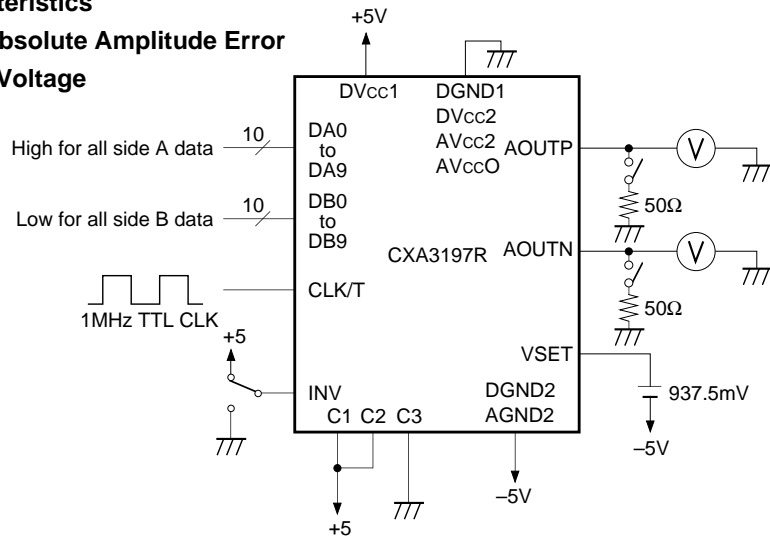 teristics
bsolute Amplitude Error
Voltage
+5V
DVcc1
DGND1
DVcc2
AVcc2
AVccO
High for all side A data
10
DA0
to
DA9
AOUTP
V
50Ω
Low for all side B data
10
DB0
to
DB9
CXA3197R
AOUTN
V
50Ω
CLK/T
1MHz TTL CLK
+5
INV
VSET
937.5mV
–5V
DGND2
AGND2
C1 C2 C3
–5V
+5